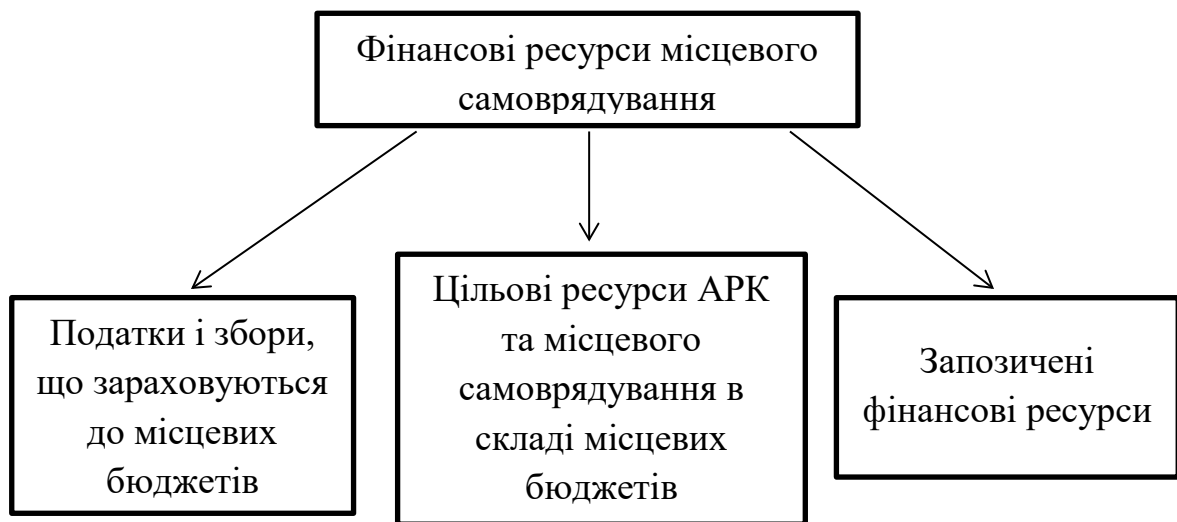 Фінансові ресурси місцевого
самоврядування
Податки і збори,
що зараховуються
до місцевих
бюджетів
Цільові ресурси АРК
та місцевого
самоврядування в
складі місцевих
бюджетів
Запозичені
фінансові ресурси